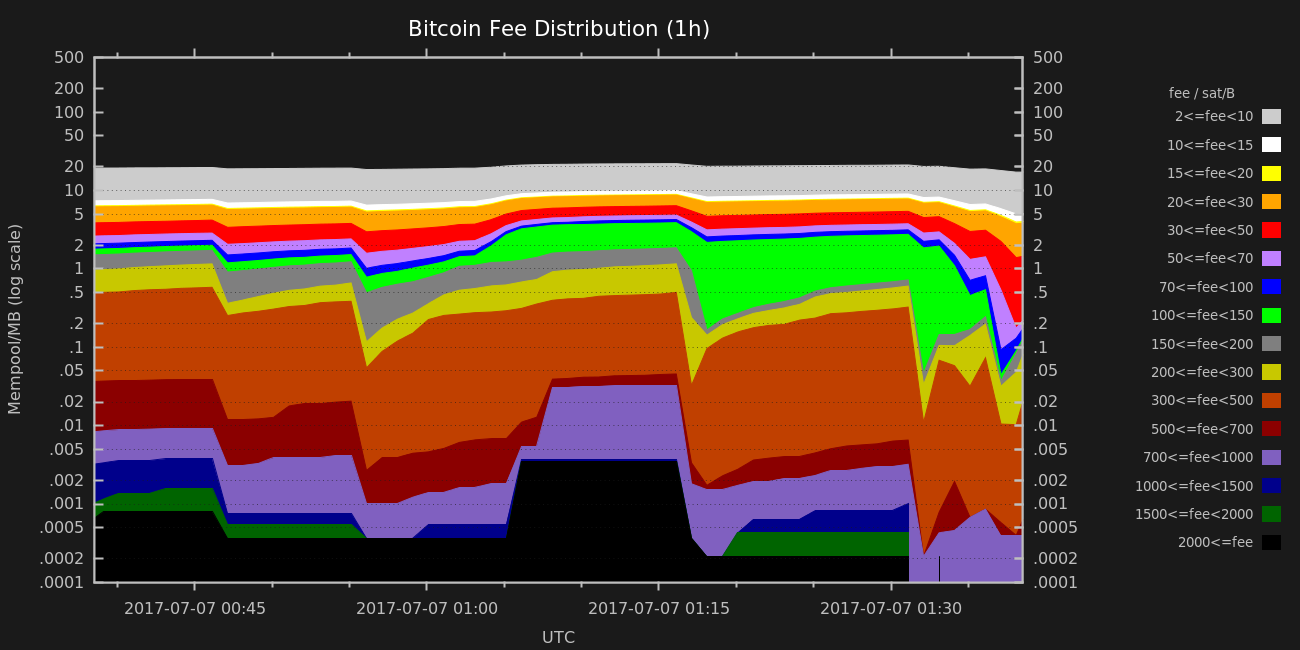 Bitcoin Fee Distribution (1h)
500 500
200 200
100 100
50 50
20 20
10 10
5 5
2 2
1 1
.5 .5
.2 .2
.1 .1
.05 .05
.02 .02
.01 .01
.005 .005
.002 .002
.001 .001
.0005 .0005
.0002 .0002
.0001 .0001
Mempool/MB (log scale)
2017-07-07 00:45 2017-07-07 01:00 2017-07-07 01:15 2017-07-07 01:30
UTC
fee / sat/B
2<=fee<10
10<=fee<15
15<=fee<20
20<=fee<30
30<=fee<50
50<=fee<70
70<=fee<100
100<=fee<150
150<=fee<200
200<=fee<300
300<=fee<500
500<=fee<700
700<=fee<1000
1000<=fee<1500
1500<=fee<2000
2000<=fee